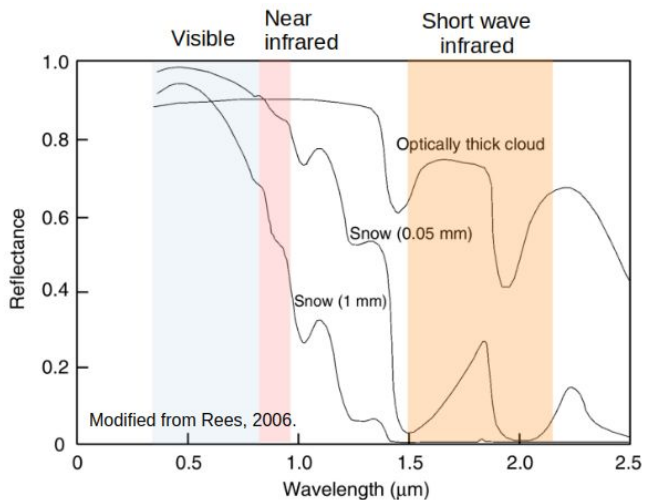 Visible
Near
infrared
Short wave
infrared
1.0
0.8
0.6
0.4
0.2
0
Reflectance
Optically thick cloud
Snow (0.05 mm)
Snow (1 mm)
Modified from Rees, 2006.
0
0.5
1.0
1.5
2.0
2.5
Wavelength (μm)